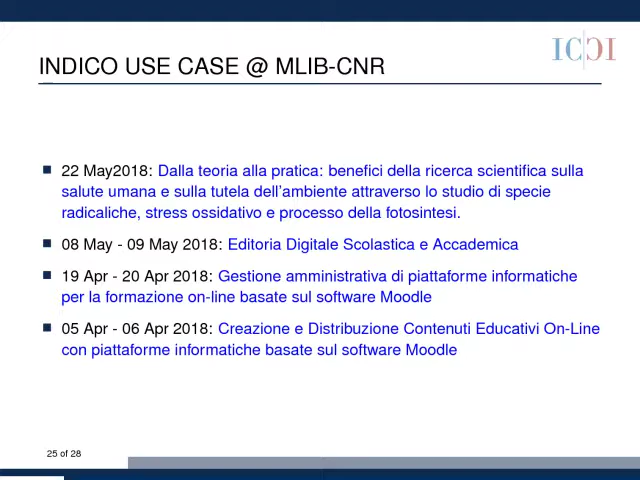 ICCI
INDICO USE CASE @ MLIB-CNR
22 May2018: Dalla teoria alla pratica: benefici della ricerca scientifica sulla
salute umana e sulla tutela dell'ambiente attraverso lo studio di specie
radicaliche, stress ossidativo e processo della fotosintesi.
08 May - 09 May 2018: Editoria Digitale Scolastica e Accademica
19 Apr - 20 Apr 2018: Gestione amministrativa di piattaforme informatiche
per la formazione on-line basate sul software Moodle
05 Apr - 06 Apr 2018: Creazione e Distribuzione Contenuti Educativi On-Line
con piattaforme informatiche basate sul software Moodle
25 of 28